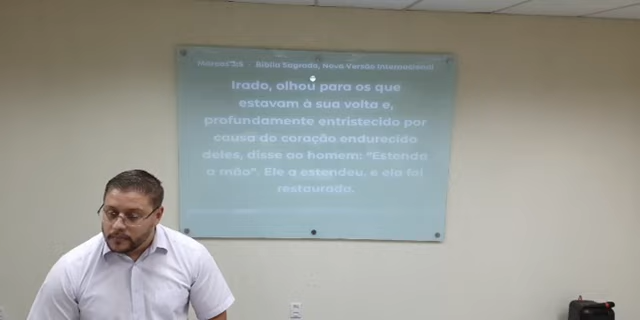 Marcos 3:5 Bíblia Sagrada, Nova Versão Internacional
Irado, olhou para os que
estavam à sua volta e,
profundamente entristecido por
causa do coração endurecido
deles, disse ao homem: "Estenda
a mão". Ele a estendeu, e ela foi
restaurada.